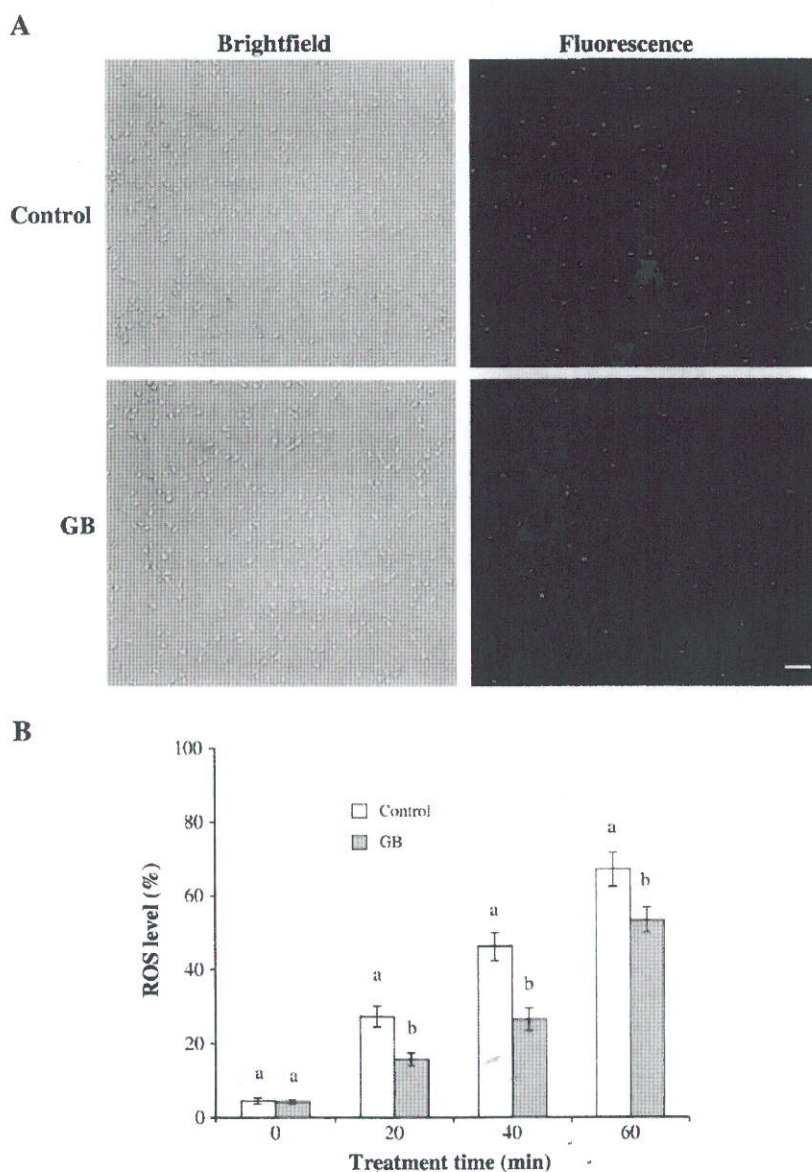 A
Brightfield Fluorescence
Control
GB
B
100
80
60
40
20
0
ROS level (%)
Control
GB
a a
a b
a b
a b
0 20 40 60
Treatment time (min)